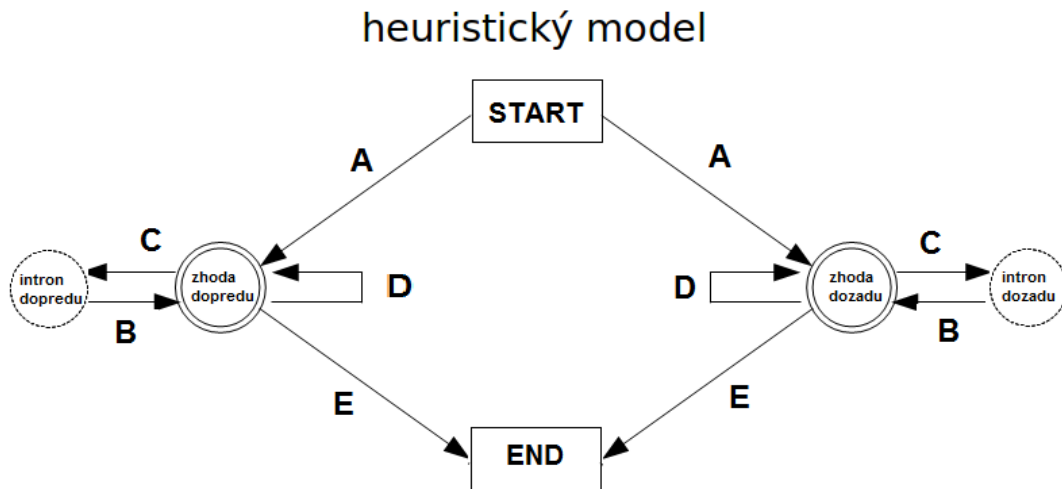 heuristický model
START
A
A
C
C
intron
dopredu
zhoda
dopredu
D
D
zhoda
dozadu
intron
dozadu
B
B
E
E
END